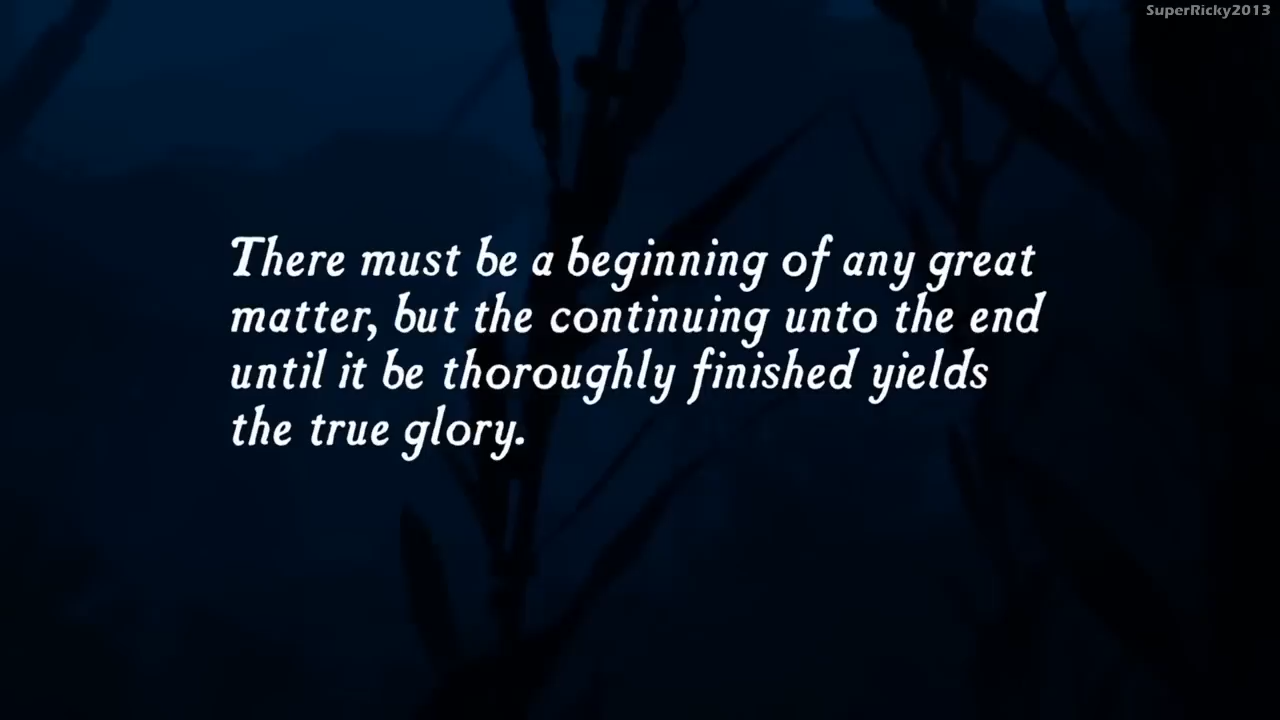 SuperRicky2013
There must be a beginning of any great
matter, but the continuing unto the end
until it be thoroughly finished yields
the true glory.